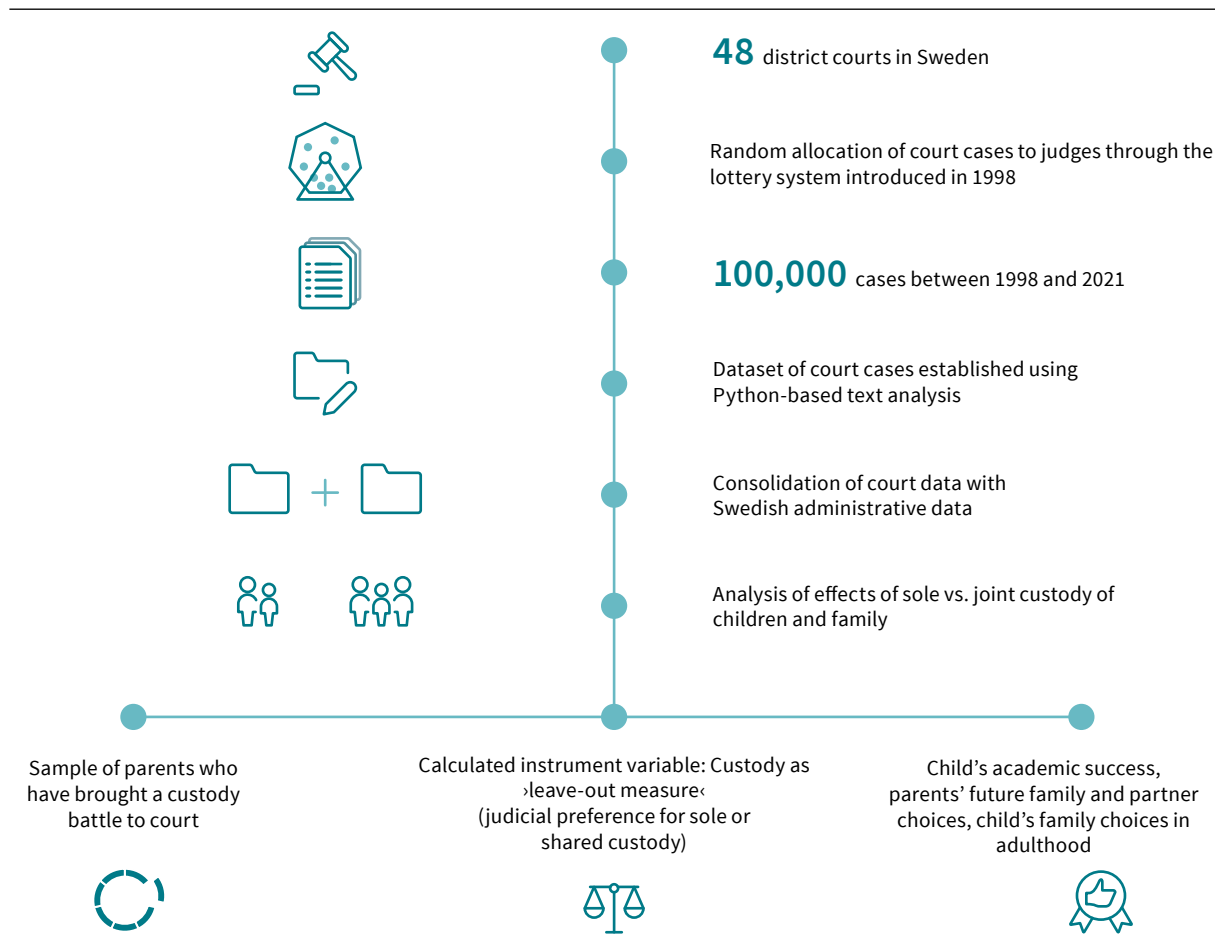 48 district courts in Sweden
Random allocation of court cases to judges through the
lottery system introduced in 1998
100,000 cases between 1998 and 2021
Dataset of court cases established using
Python-based text analysis
Consolidation of court data with
Swedish administrative data
Analysis of effects of sole vs. joint custody of
children and family
Sample of parents who
have brought a custody
battle to court
Calculated instrument variable: Custody as
›leave-out measure‹
(judicial preference for sole or
shared custody)
Child’s academic success,
parents’ future family and partner
choices, child’s family choices in
adulthood